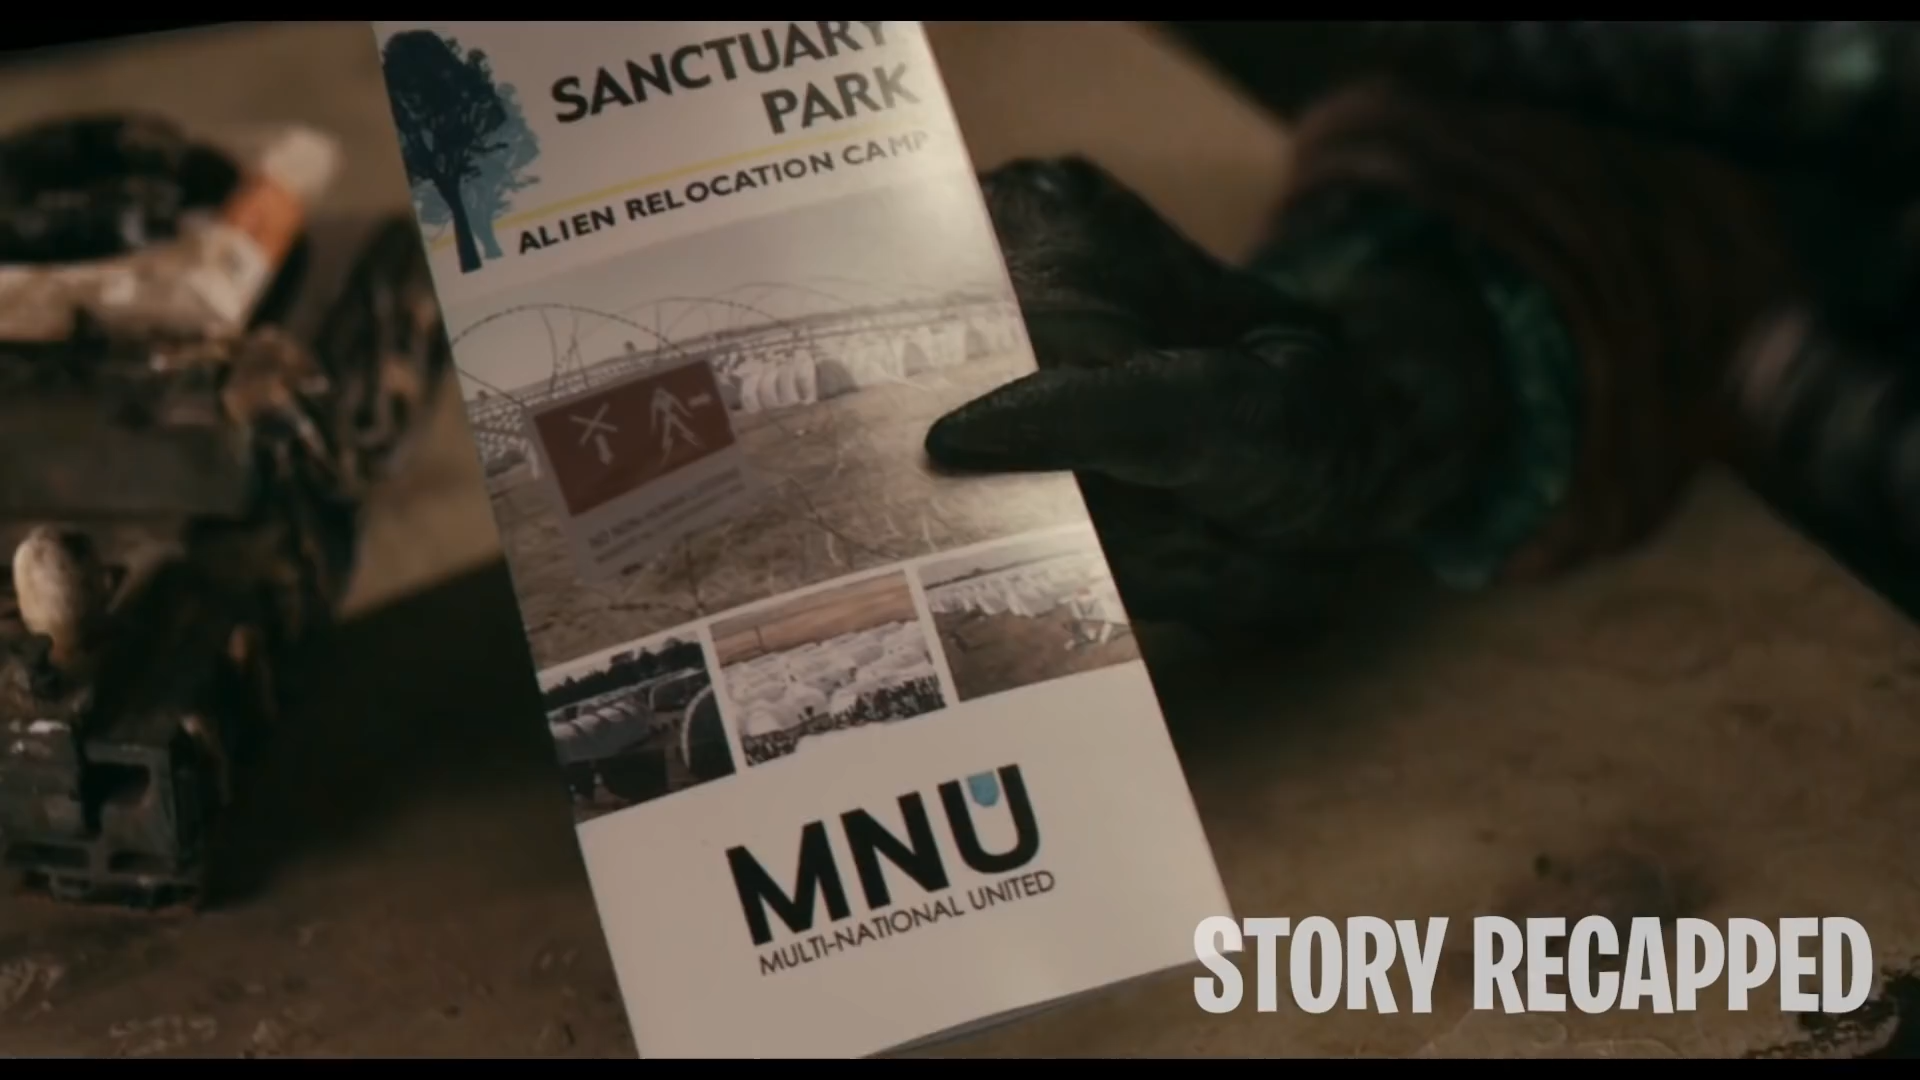 SANCTUARY
PARK
ALIEN RELOCATION CAMP
MNU
MULTI-NATIONAL UNITED
STORY RECAPPED